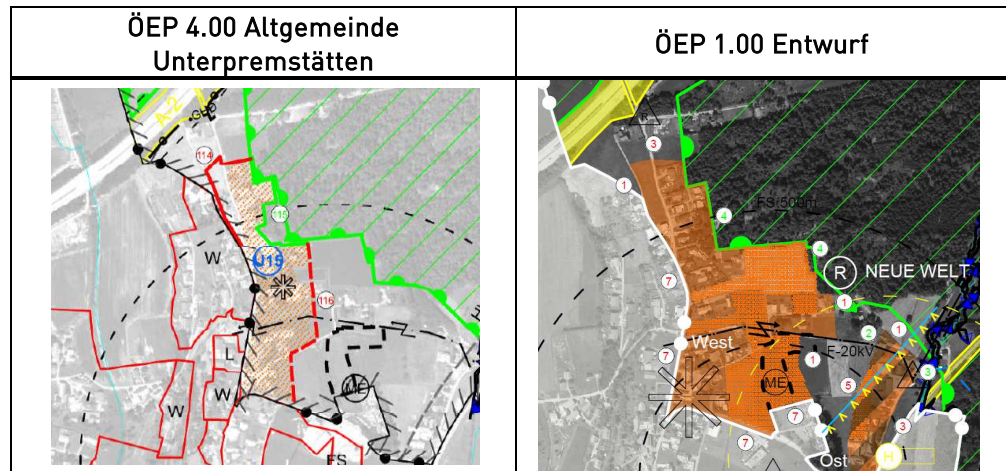 ÖEP 4.00 Altgemeinde
Unterpremstätten
ÖEP 1.00 Entwurf
A-2
114
115
W
U15
116
L
W
W
ME
FS
R
3
1
FS:500m
4
4
R NEUE WELT
7
1
1
2
West
F-20kV
7
1
3
ME
5
7
7
3
Ost
H